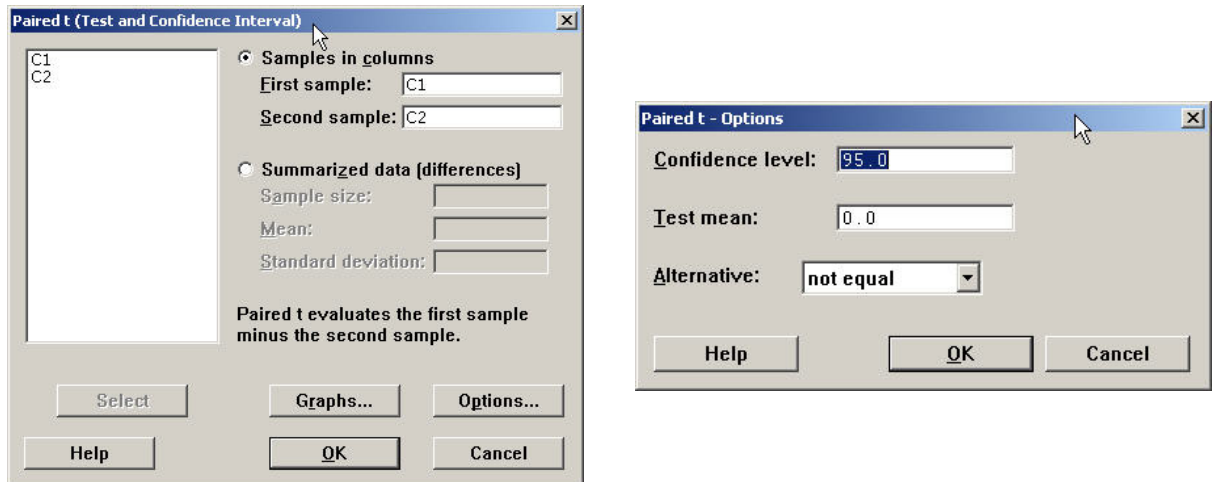 Paired t (Test and Confidence Interval)
C1
C2
Samples in columns
First sample: C1
Second sample: C2
Summarized data (differences)
Sample size:
Mean:
Standard deviation:
Paired t evaluates the first sample
minus the second sample.
Select
Graphs...
Options...
Help
OK
Cancel
Paired t - Options
Confidence level: 95.0
Test mean: 0.0
Alternative: not equal
Help
OK
Cancel